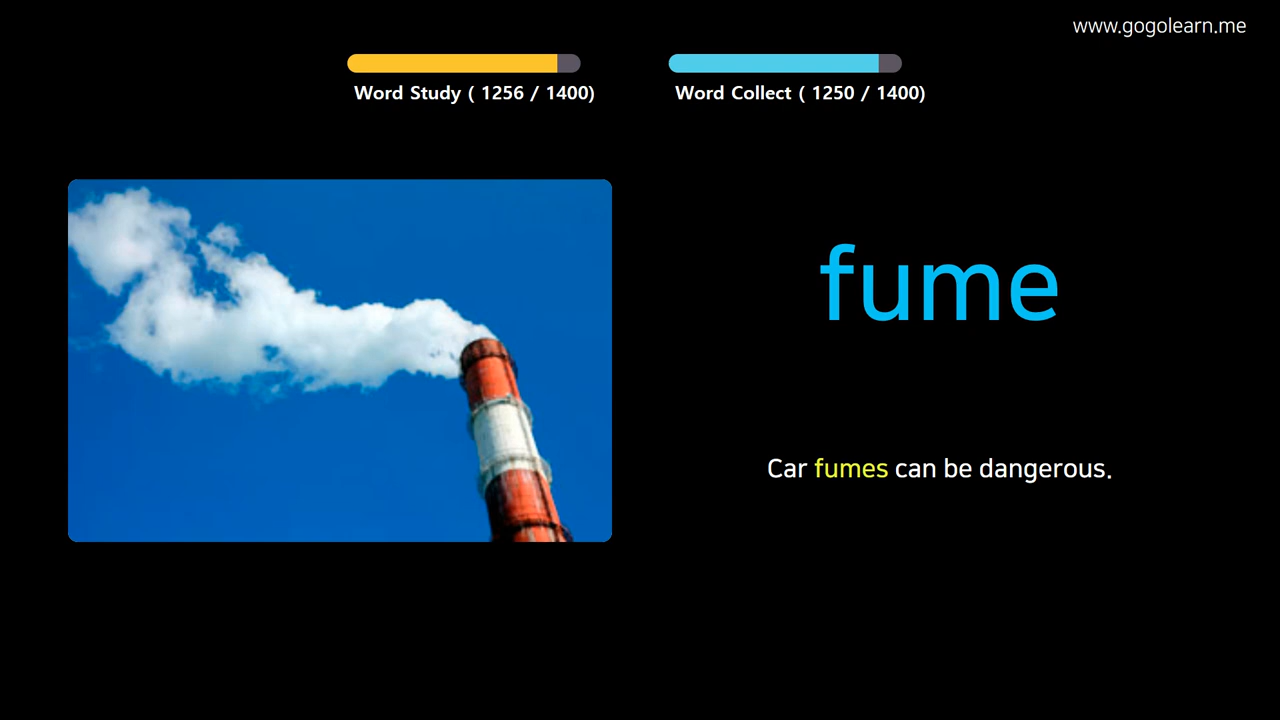 www.gogolearn.me
Word Study ( 1256 / 1400)
Word Collect ( 1250 / 1400)
fume
Car fumes can be dangerous.